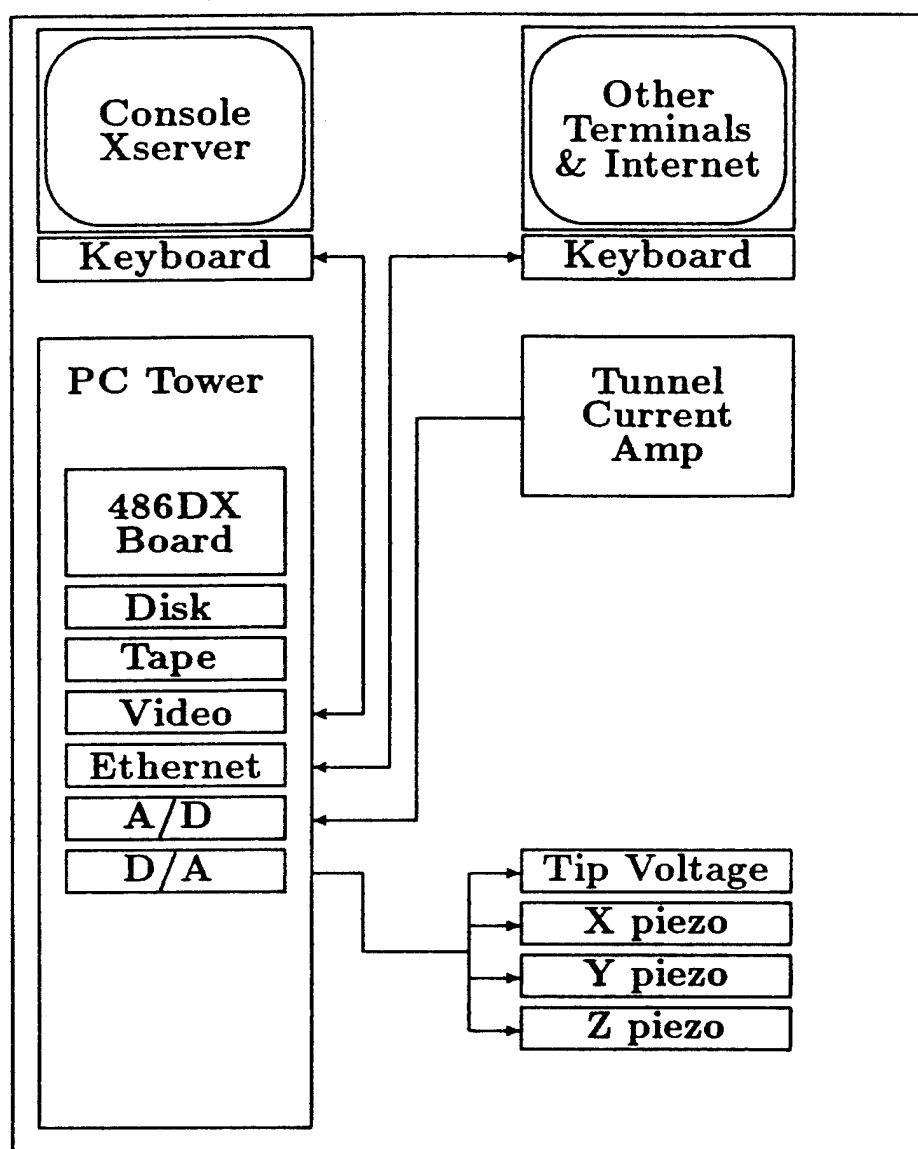 Console
Xserver
Keyboard
Other
Terminals
& Internet
Keyboard
PC Tower
486DX
Board
Disk
Tape
Video
Ethernet
A/D
D/A
Tunnel
Current
Amp
Tip Voltage
X piezo
Y piezo
Z piezo